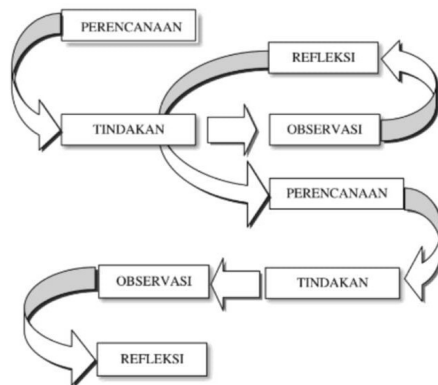 PERENCANAAN
REFLEKSI
TINDAKAN
OBSERVASI
PERENCANAAN
OBSERVASI
TINDAKAN
REFLEKSI